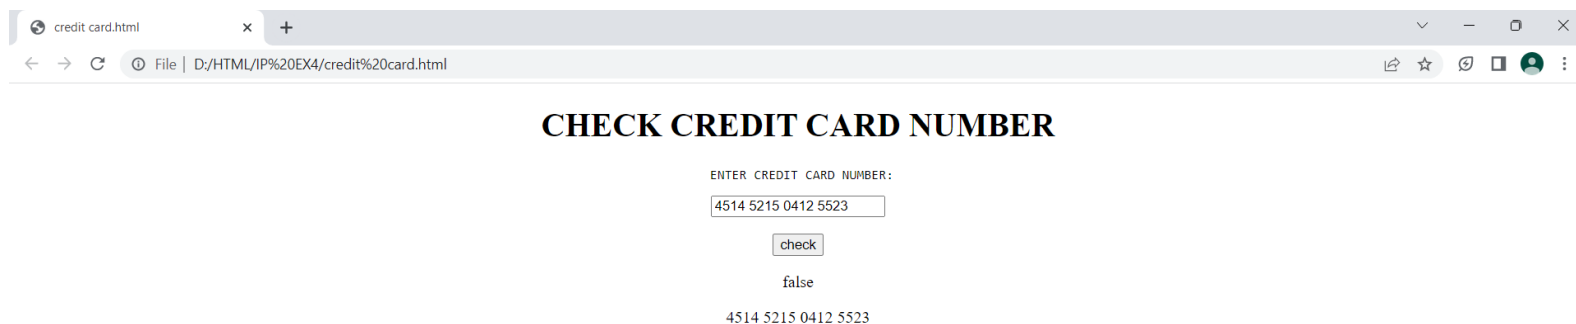 credit card.html
File | D:/HTML/IP%20EX4/credit%20card.html
CHECK CREDIT CARD NUMBER
ENTER CREDIT CARD NUMBER:
4514 5215 0412 5523
check
false
4514 5215 0412 5523